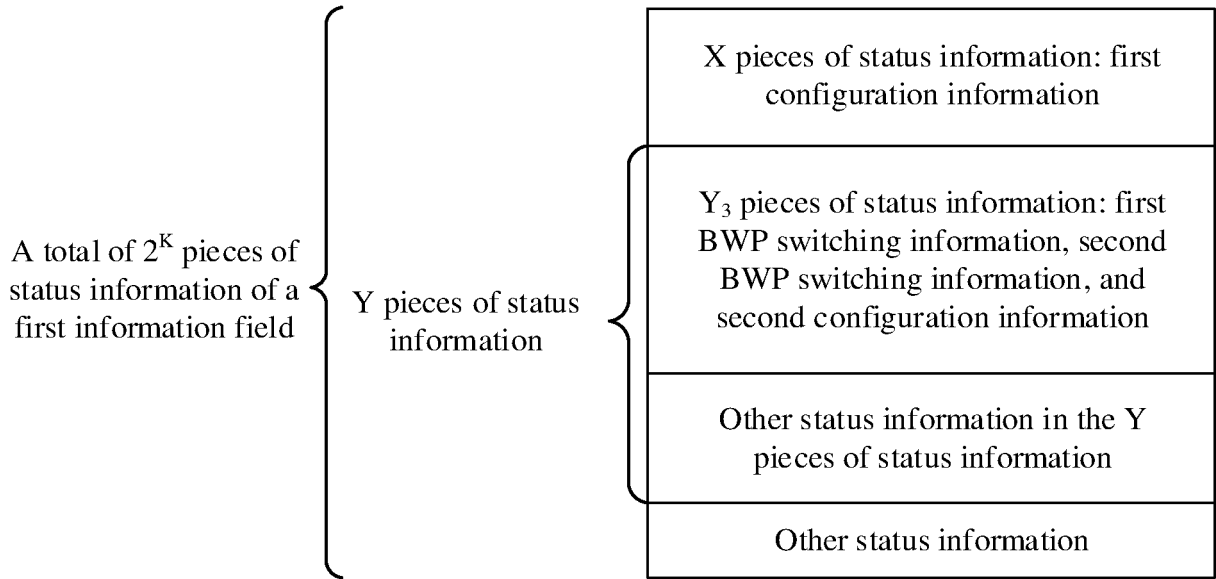 A total of 2^K pieces of
status information of a
first information field
Y pieces of status
information
X pieces of status information: first
configuration information
Y₃ pieces of status information: first
BWP switching information, second
BWP switching information, and
second configuration information
Other status information in the Y
pieces of status information
Other status information